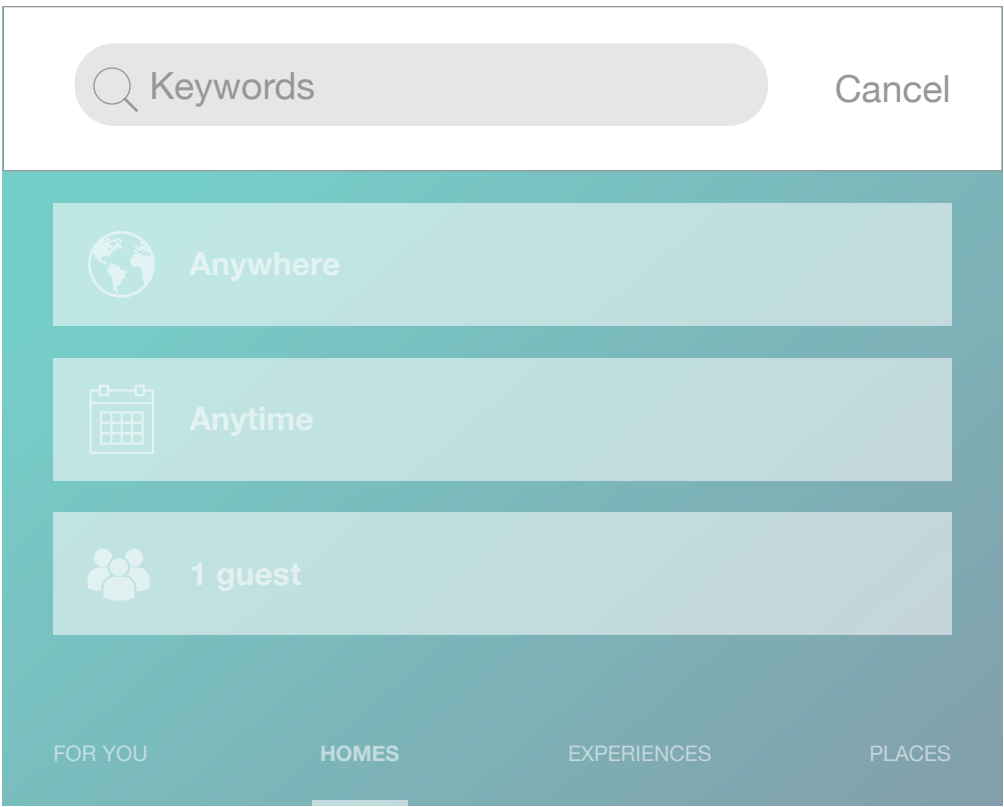 Keywords
Cancel
Anywhere
Anytime
1 guest
FOR YOU HOMES EXPERIENCES PLACES